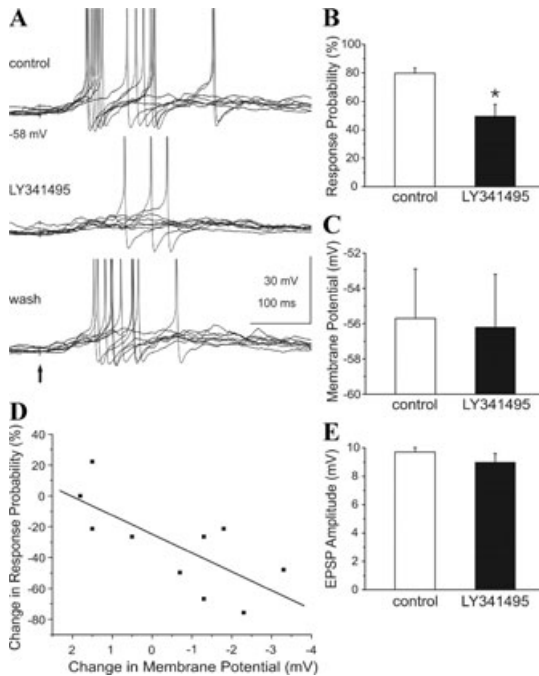 A
control
-58 mV
LY341495
wash
30 mV
100 ms
B
Response Probability (%)
100
80
60
40
20
0
*
control
LY341495
C
Membrane Potential (mV)
-52
-54
-56
-58
-60
control
LY341495
D
Change in Response Probability (%)
40
20
0
-20
-40
-60
-80
2
1
0
-1
-2
-3
-4
Change in Membrane Potential (mV)
E
EPSP Amplitude (mV)
10
8
6
4
2
0
control
LY341495